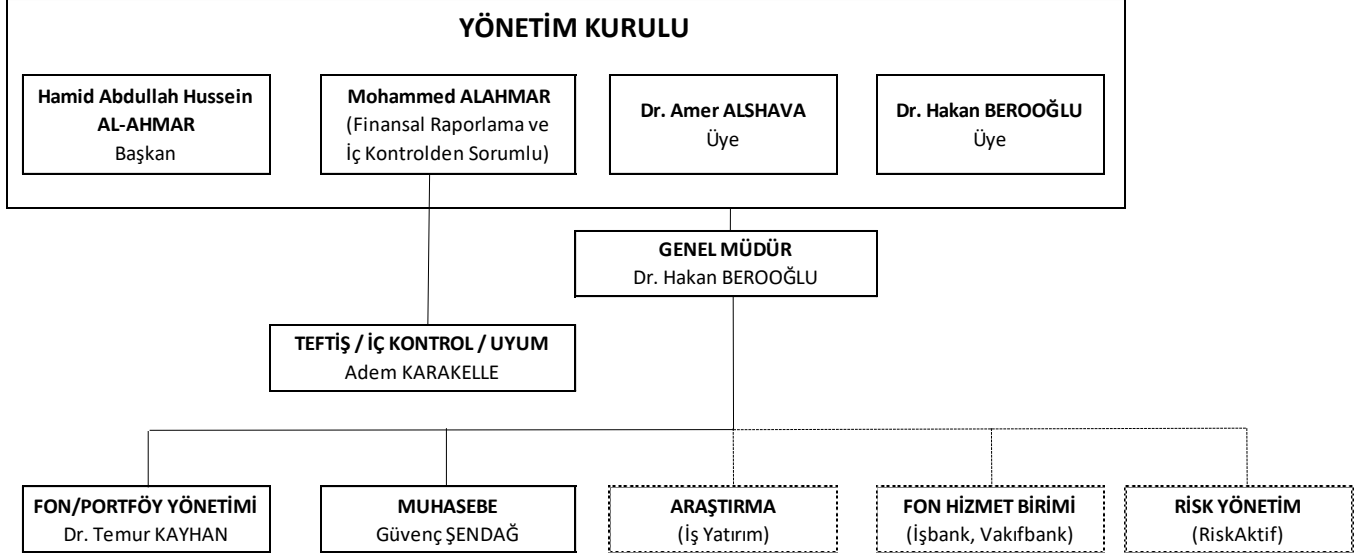 YÖNETİM KURULU
Hamid Abdullah Hussein
AL-AHMAR
Başkan
Mohammed ALAHMAR
(Finansal Raporlama ve
İç Kontrolden Sorumlu)
Dr. Amer ALSHAVA
Üye
Dr. Hakan BEROOĞLU
Üye
GENEL MÜDÜR
Dr. Hakan BEROOĞLU
TEFTİŞ / İÇ KONTROL / UYUM
Adem KARAKELLE
FON/PORTFÖY YÖNETİMİ
Dr. Temur KAYHAN
MUHASEBE
Güvenç ŞENDAĞ
ARAŞTIRMA
(İş Yatırım)
FON HİZMET BİRİMİ
(İşbank, Vakıfbank)
RİSK YÖNETİM
(RiskAktif)